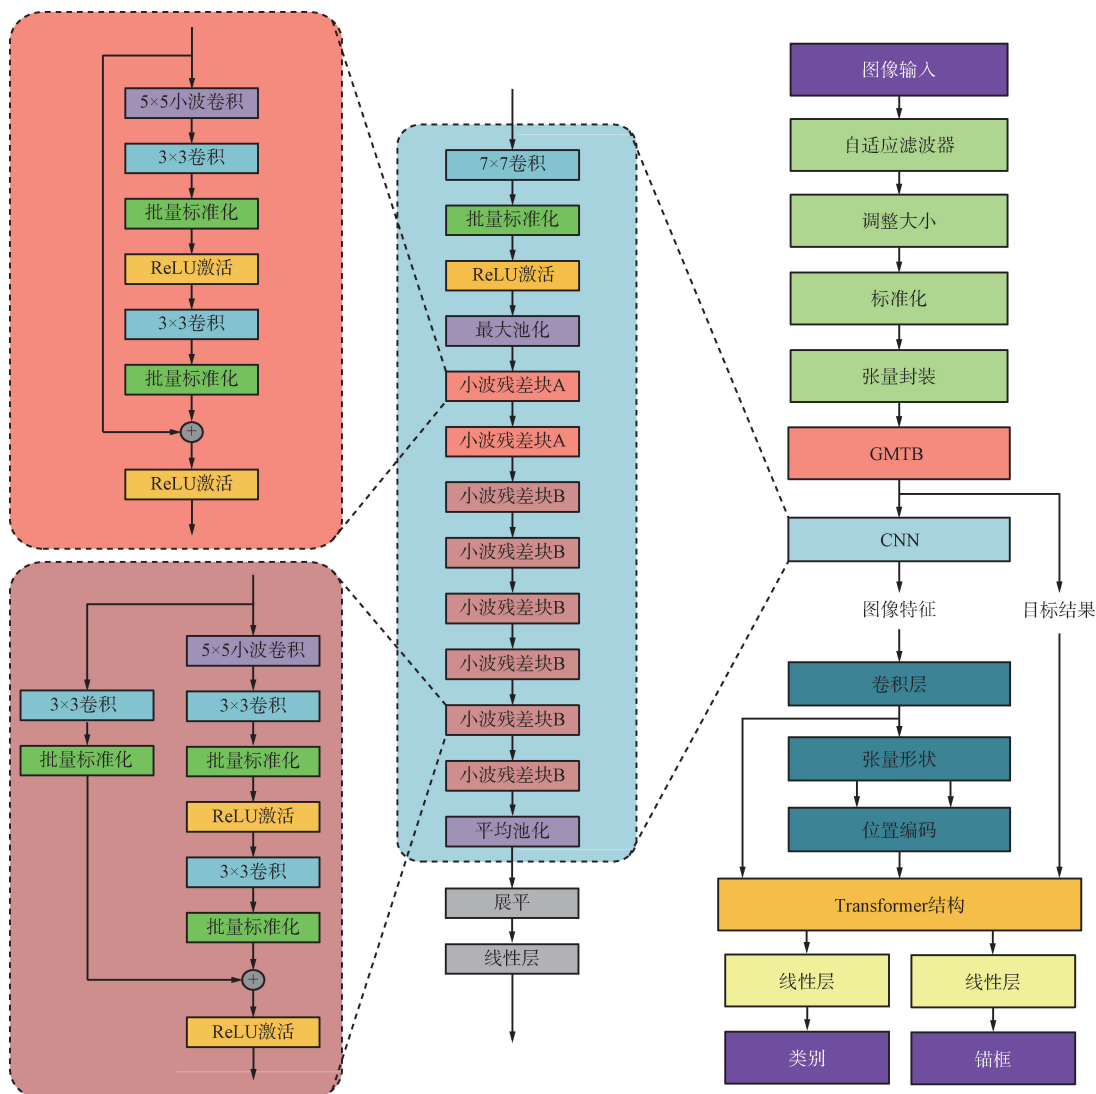 5×5小波卷积
3×3卷积
批量标准化
ReLU激活
3×3卷积
批量标准化
+
ReLU激活
5×5小波卷积
3×3卷积
3×3卷积
批量标准化
批量标准化
ReLU激活
3×3卷积
批量标准化
+
ReLU激活
7×7卷积
批量标准化
ReLU激活
最大池化
小波残差块A
小波残差块A
小波残差块B
小波残差块B
小波残差块B
小波残差块B
小波残差块B
小波残差块B
平均池化
展平
线性层
图像输入
自适应滤波器
调整大小
标准化
张量封装
GMTB
CNN
图像特征
目标结果
卷积层
张量形状
位置编码
Transformer结构
线性层
线性层
类别
锚框